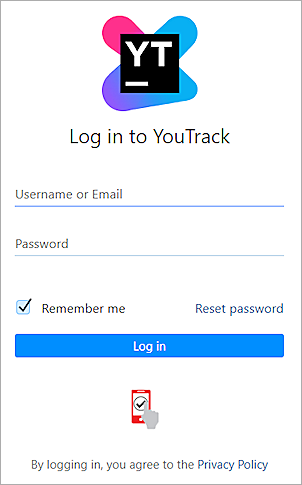 YT
Log in to YouTrack
Username or Email
Password
Remember me Reset password
Log in
By logging in, you agree to the Privacy Policy